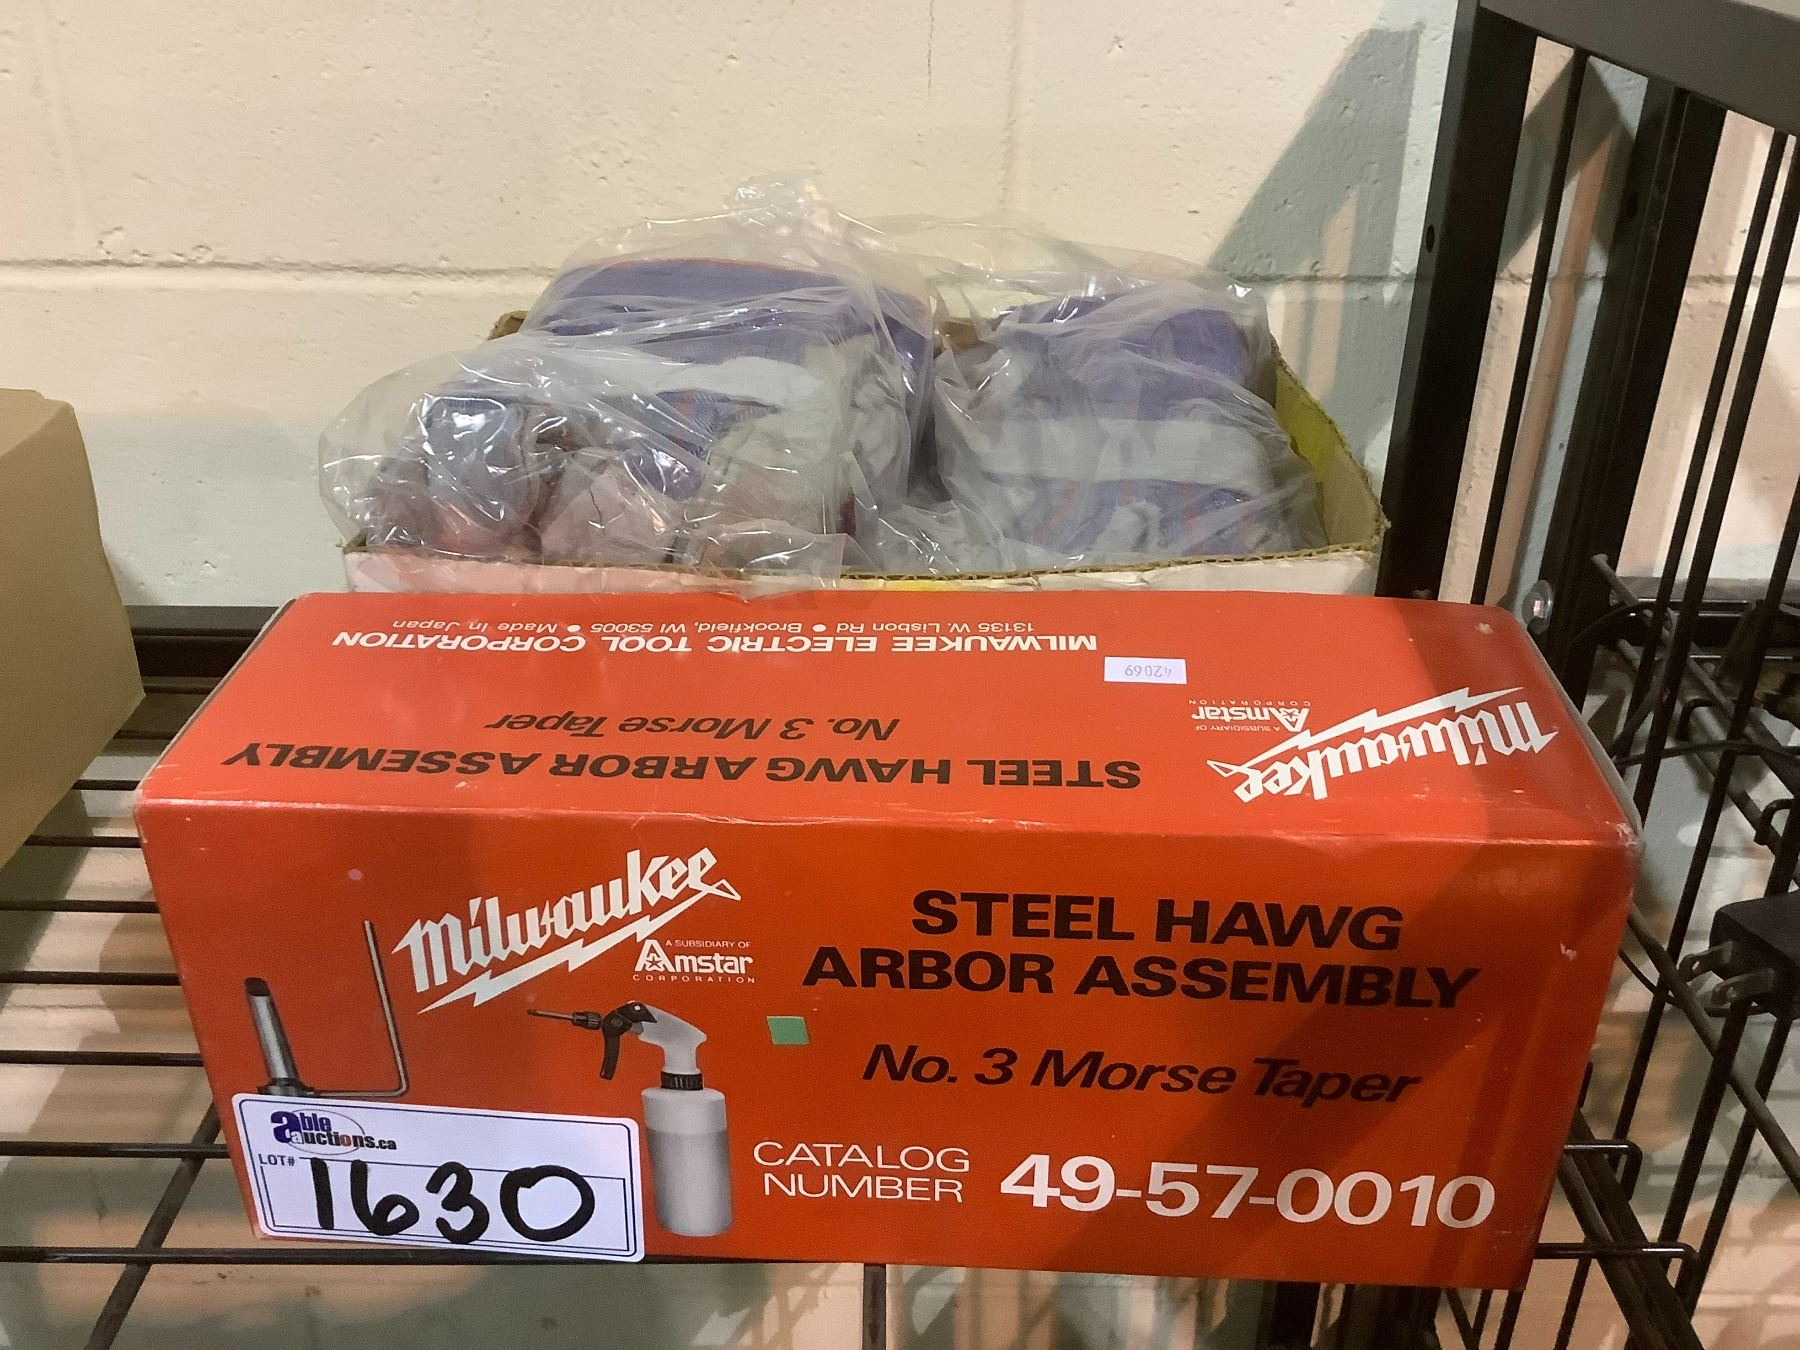 MILWAUKEE ELECTRIC TOOL CORPORATION
13135 W. Lisbon Rd • Brookfield, WI 53005 • Made In Japan
42069
Milwaukee
A SUBSIDIARY OF
Amstar
CORPORATION
STEEL HAWG ARBOR ASSEMBLY
No. 3 Morse Taper
Milwaukee
A SUBSIDIARY OF
Amstar
CORPORATION
STEEL HAWG
ARBOR ASSEMBLY
No. 3 Morse Taper
CATALOG
NUMBER 49-57-0010
able
auctions.ca
LOT# 1630